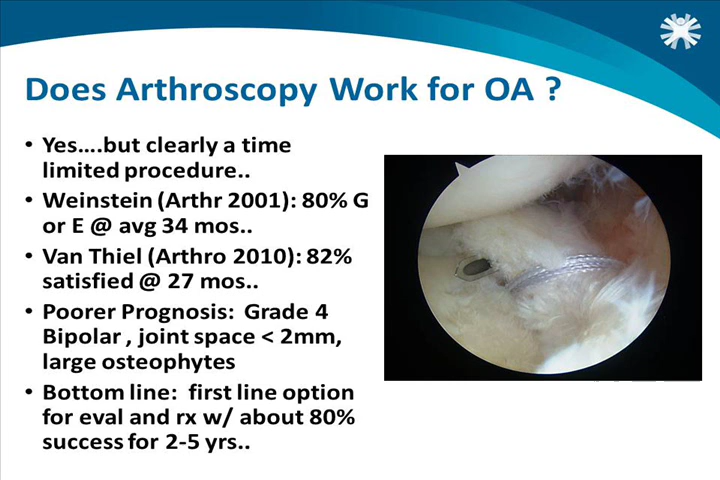 Does Arthroscopy Work for OA ?
• Yes....but clearly a time
limited procedure..
• Weinstein (Arthr 2001): 80% G
or E @ avg 34 mos..
• Van Thiel (Arthro 2010): 82%
satisfied @ 27 mos..
• Poorer Prognosis:  Grade 4
Bipolar , joint space < 2mm,
large osteophytes
• Bottom line:  first line option
for eval and rx w/ about 80%
success for 2-5 yrs..